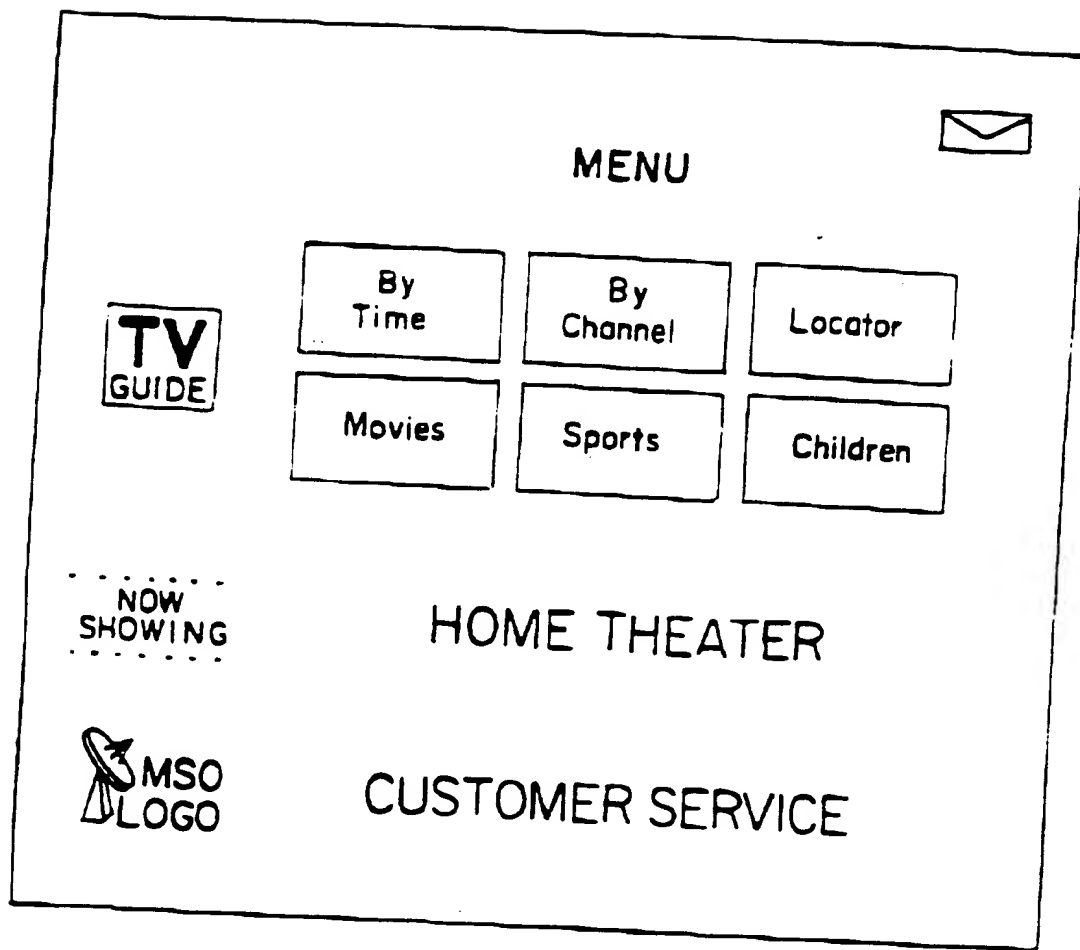 MENU
TV
GUIDE
By
Time
By
Channel
Locator
Movies
Sports
Children
NOW
SHOWING
HOME THEATER
MSO
LOGO
CUSTOMER SERVICE